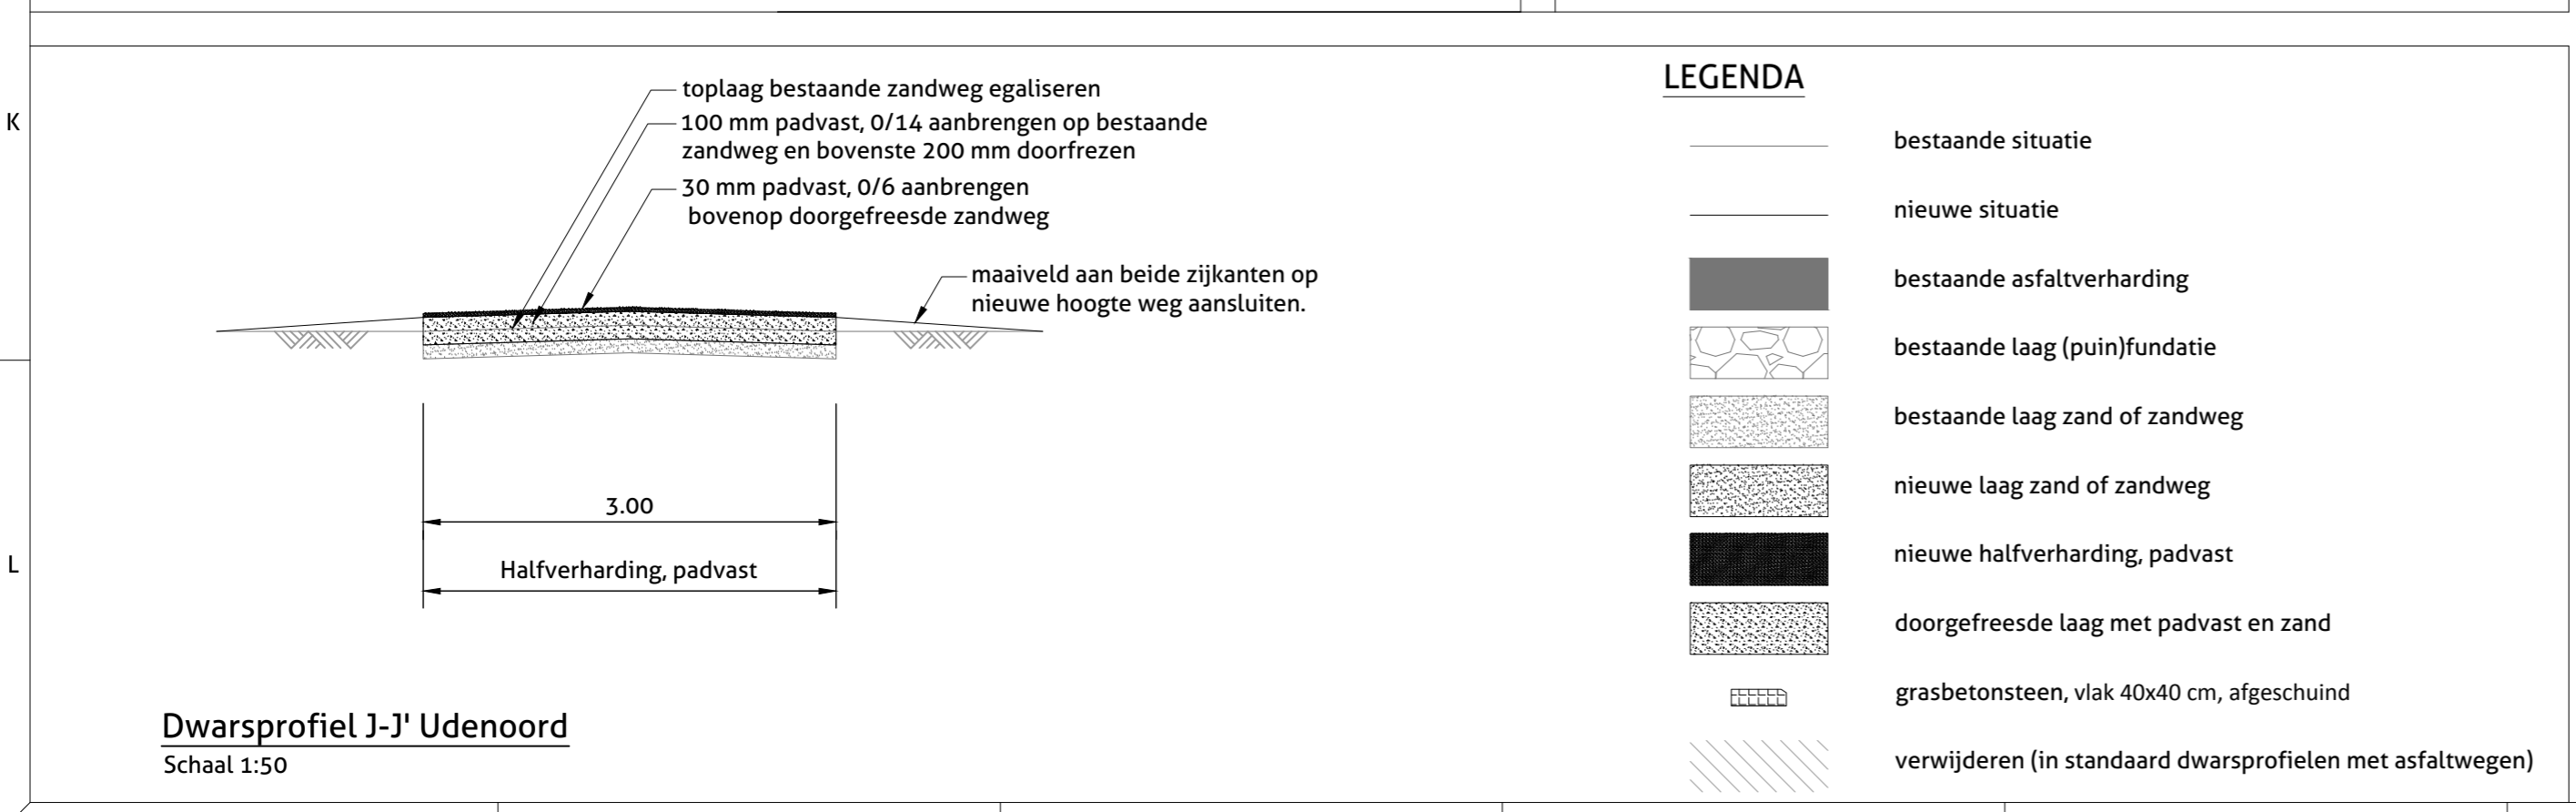 K
L
toplaag bestaande zandweg egaliseren
100 mm padvast, 0/14 aanbrengen op bestaande
zandweg en bovenste 200 mm doorfrezen
30 mm padvast, 0/6 aanbrengen
bovenop doorgefreesde zandweg
maaiveld aan beide zijkanten op
nieuwe hoogte weg aansluiten.
3.00
Halfverharding, padvast
Dwarsprofiel J-J' Udenoord
Schaal 1:50
LEGENDA
bestaande situatie
nieuwe situatie
bestaande asfaltverharding
bestaande laag (puin)fundatie
bestaande laag zand of zandweg
nieuwe laag zand of zandweg
nieuwe halfverharding, padvast
doorgefreesde laag met padvast en zand
grasbetonsteen, vlak 40x40 cm, afgeschuind
verwijderen (in standaard dwarsprofielen met asfaltwegen)